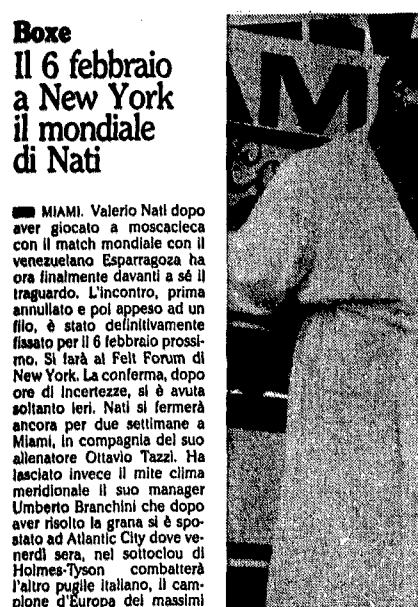 Boxe
Il 6 febbraio
a New York
il mondiale
di Nati
MIAMI. Valerio Nati dopo
aver giocato a moscacieca
con il match mondiale con il
venezuelano Esparragoza ha
ora finalmente davanti a sé il
traguardo. L'incontro, prima
annullato e poi appeso ad un
filo, è stato definitivamente
fissato per il 6 febbraio prossi-
mo. Si farà al Felt Forum di
New York. La conferma, dopo
ore di incertezze, si è avuta
soltanto ieri. Nati si fermerà
ancora per due settimane a
Miami, in compagnia del suo
allenatore Ottavio Tazzi. Ha
lasciato invece il mite clima
meridionale il suo manager
Umberto Branchini che dopo
aver risolto la grana si è spo-
stato ad Atlantic City dove ve-
nerdì sera, nel sottoclou di
Holmes-Tyson combatterà
l'altro pugile italiano, il cam-
pione d'Europa dei massimi